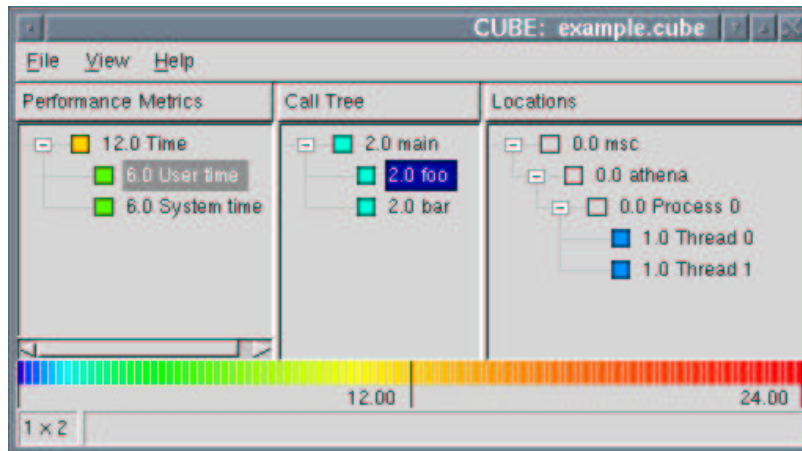 CUBE: example.cube
File View Help
Performance Metrics
12.0 Time
6.0 User time
6.0 System time
Call Tree
2.0 main
2.0 foo
2.0 bar
Locations
0.0 msc
0.0 athena
0.0 Process 0
1.0 Thread 0
1.0 Thread 1
12.00 24.00
1 × 2